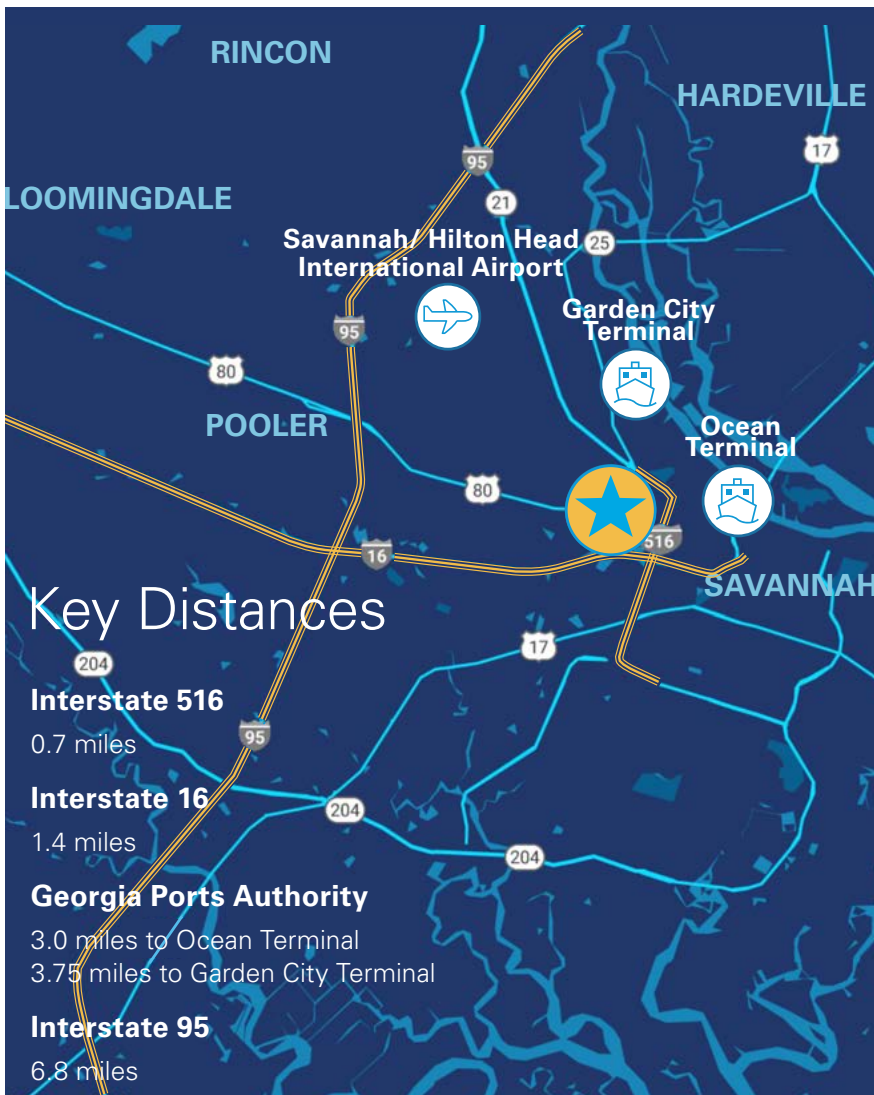 RINCON
HARDEVILLE
95
17
LOOMINGDALE
21
Savannah/ Hilton Head
International Airport
25
Garden City
Terminal
95
80
POOLER
Ocean
Terminal
80
516
16
SAVANNAH
Key Distances
17
204
Interstate 516
0.7 miles
95
Interstate 16
1.4 miles
204
204
Georgia Ports Authority
3.0 miles to Ocean Terminal
3.75 miles to Garden City Terminal
Interstate 95
6.8 miles